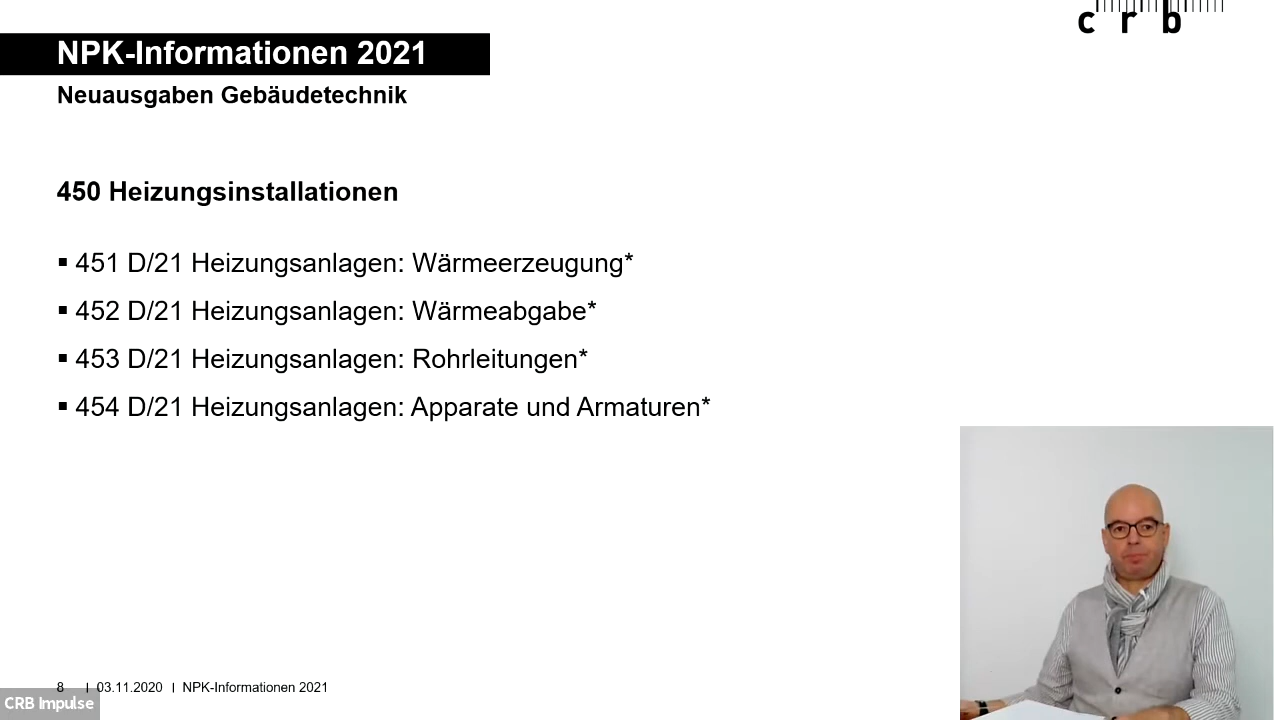 crb
NPK-Informationen 2021
Neuausgaben Gebäudetechnik
450 Heizungsinstallationen
▪ 451 D/21 Heizungsanlagen: Wärmeerzeugung*
▪ 452 D/21 Heizungsanlagen: Wärmeabgabe*
▪ 453 D/21 Heizungsanlagen: Rohrleitungen*
▪ 454 D/21 Heizungsanlagen: Apparate und Armaturen*
8 | 03.11.2020 | NPK-Informationen 2021
CRB Impulse